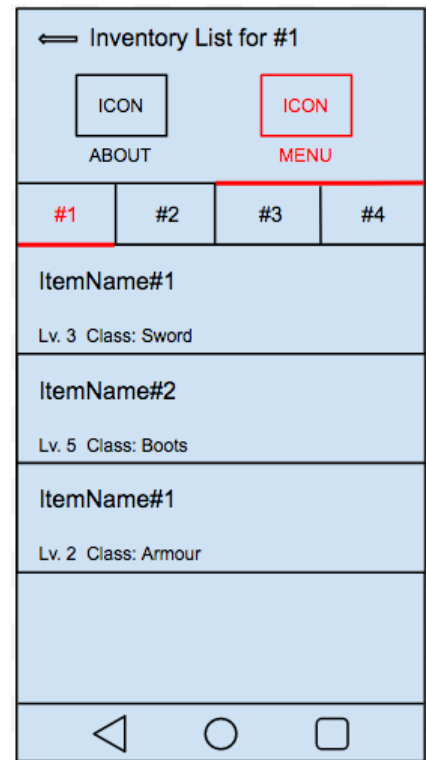 Inventory List for #1
ICON ICON
ABOUT MENU
#1 #2 #3 #4
ItemName#1
Lv. 3 Class: Sword
ItemName#2
Lv. 5 Class: Boots
ItemName#1
Lv. 2 Class: Armour